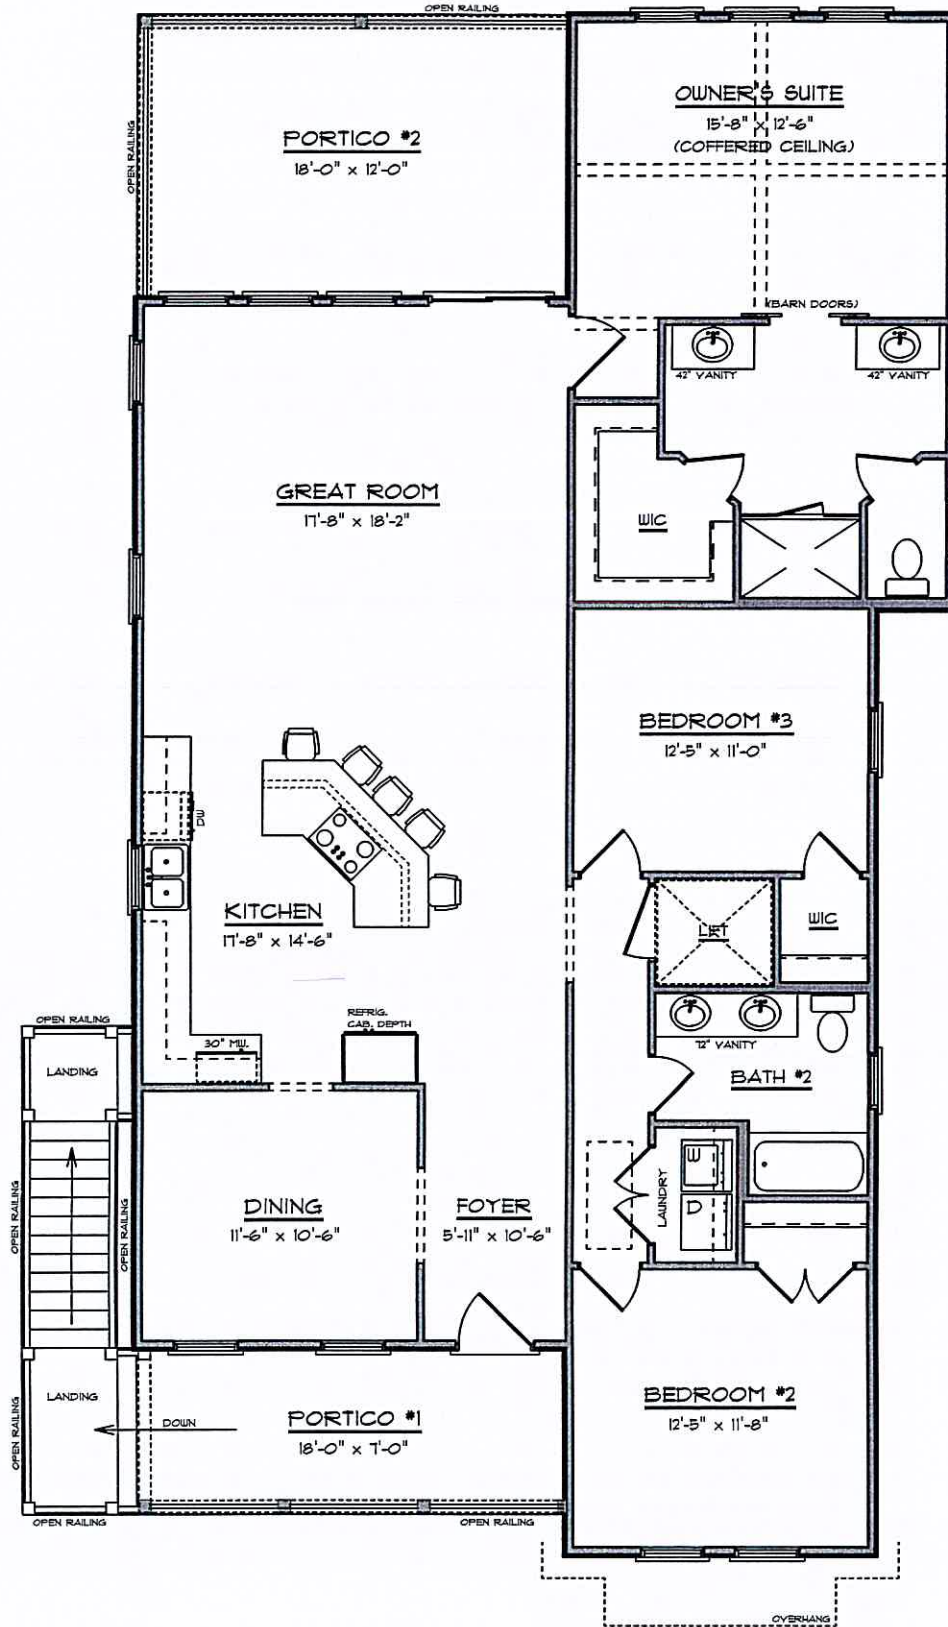 OPEN RAILING
OPEN RAILING
PORTICO #2
18'-0" x 12'-0"
OWNER'S SUITE
15'-8" x 12'-6"
(COFFERED CEILING)
(BARN DOORS)
42" VANITY
42" VANITY
GREAT ROOM
17'-8" x 18'-2"
WIC
BEDROOM #3
12'-5" x 11'-0"
DW
KITCHEN
17'-8" x 14'-6"
LIFT
WIC
REFRIG.
CAB. DEPTH
30" MW.
72" VANITY
BATH #2
OPEN RAILING
LANDING
OPEN RAILING
OPEN RAILING
DINING
11'-6" x 10'-6"
FOYER
5'-11" x 10'-6"
LAUNDRY
W
D
LANDING
OPEN RAILING
DOWN
PORTICO #1
18'-0" x 7'-0"
BEDROOM #2
12'-5" x 11'-8"
OPEN RAILING
OPEN RAILING
OVERHANG